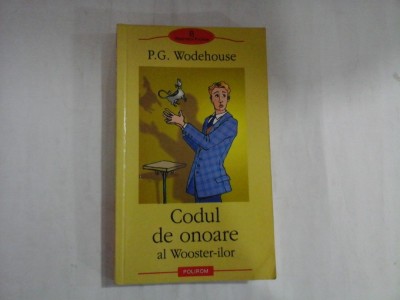 P.G. Wodehouse
Codul
de onoare
al Wooster-ilor
POLIROM